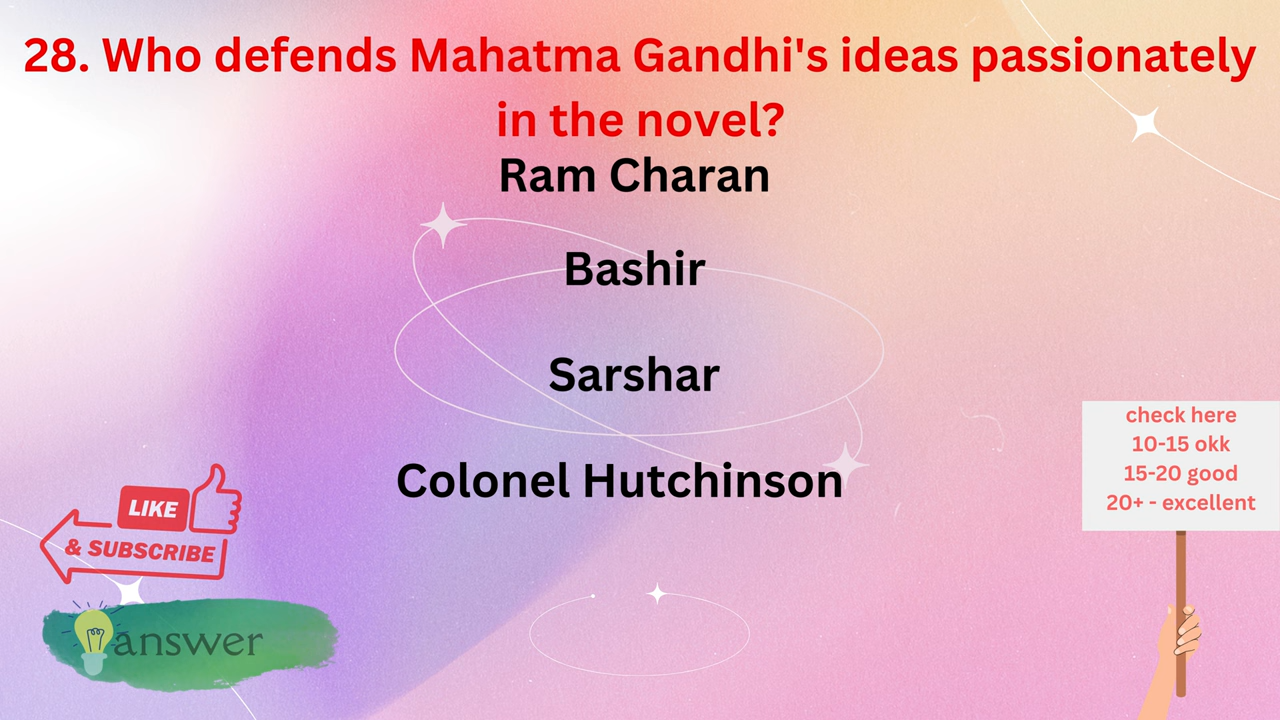 28. Who defends Mahatma Gandhi's ideas passionately
in the novel?
Ram Charan
Bashir
Sarshar
Colonel Hutchinson
check here
10-15 okk
15-20 good
20+ - excellent
LIKE
& SUBSCRIBE
answer